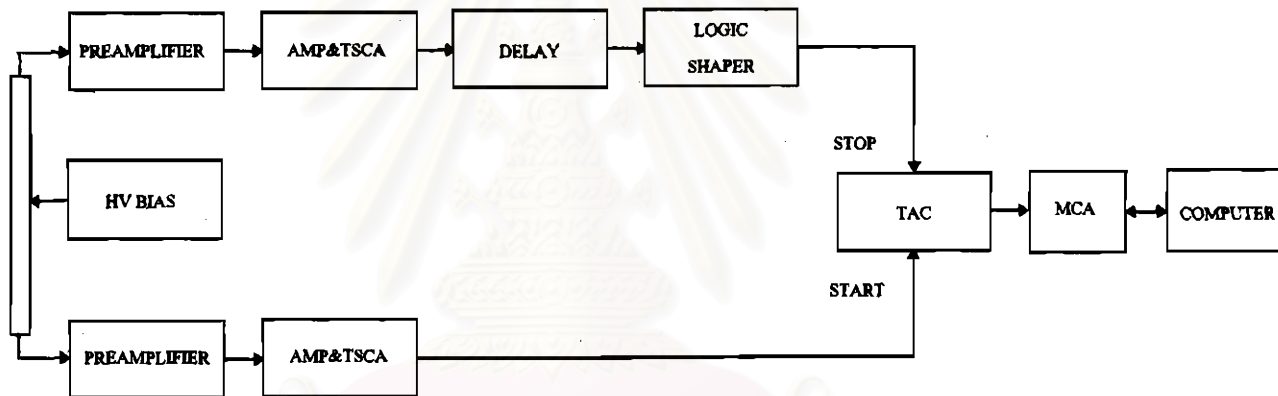 PREAMPLIFIER
AMP&TSCA
DELAY
LOGIC
SHAPER
HV BIAS
STOP
TAC
MCA
COMPUTER
START
PREAMPLIFIER
AMP&TSCA